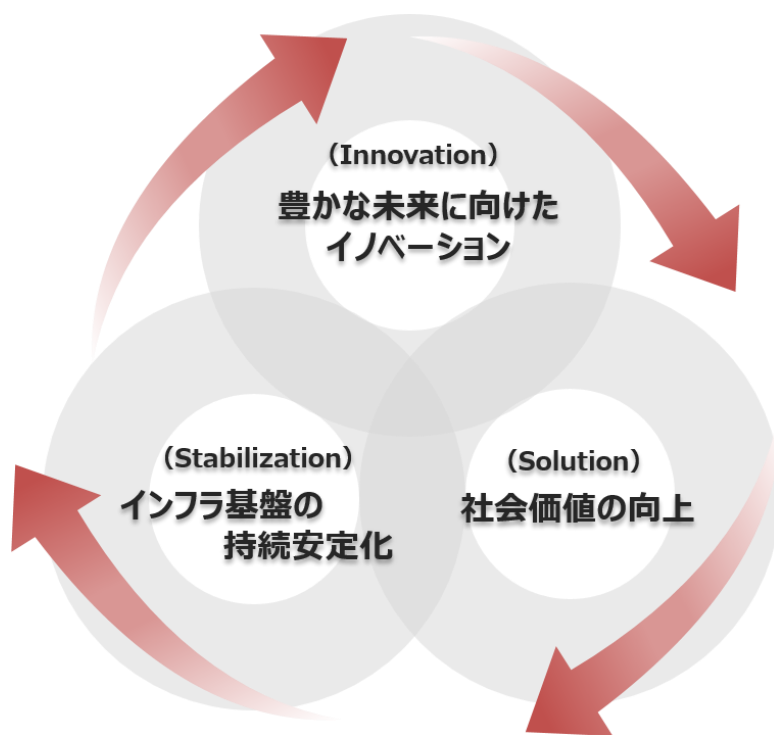 （Innovation）
豊かな未来に向けた
イノベーション
（Stabilization）
インフラ基盤の
持続安定化
（Solution）
社会価値の向上